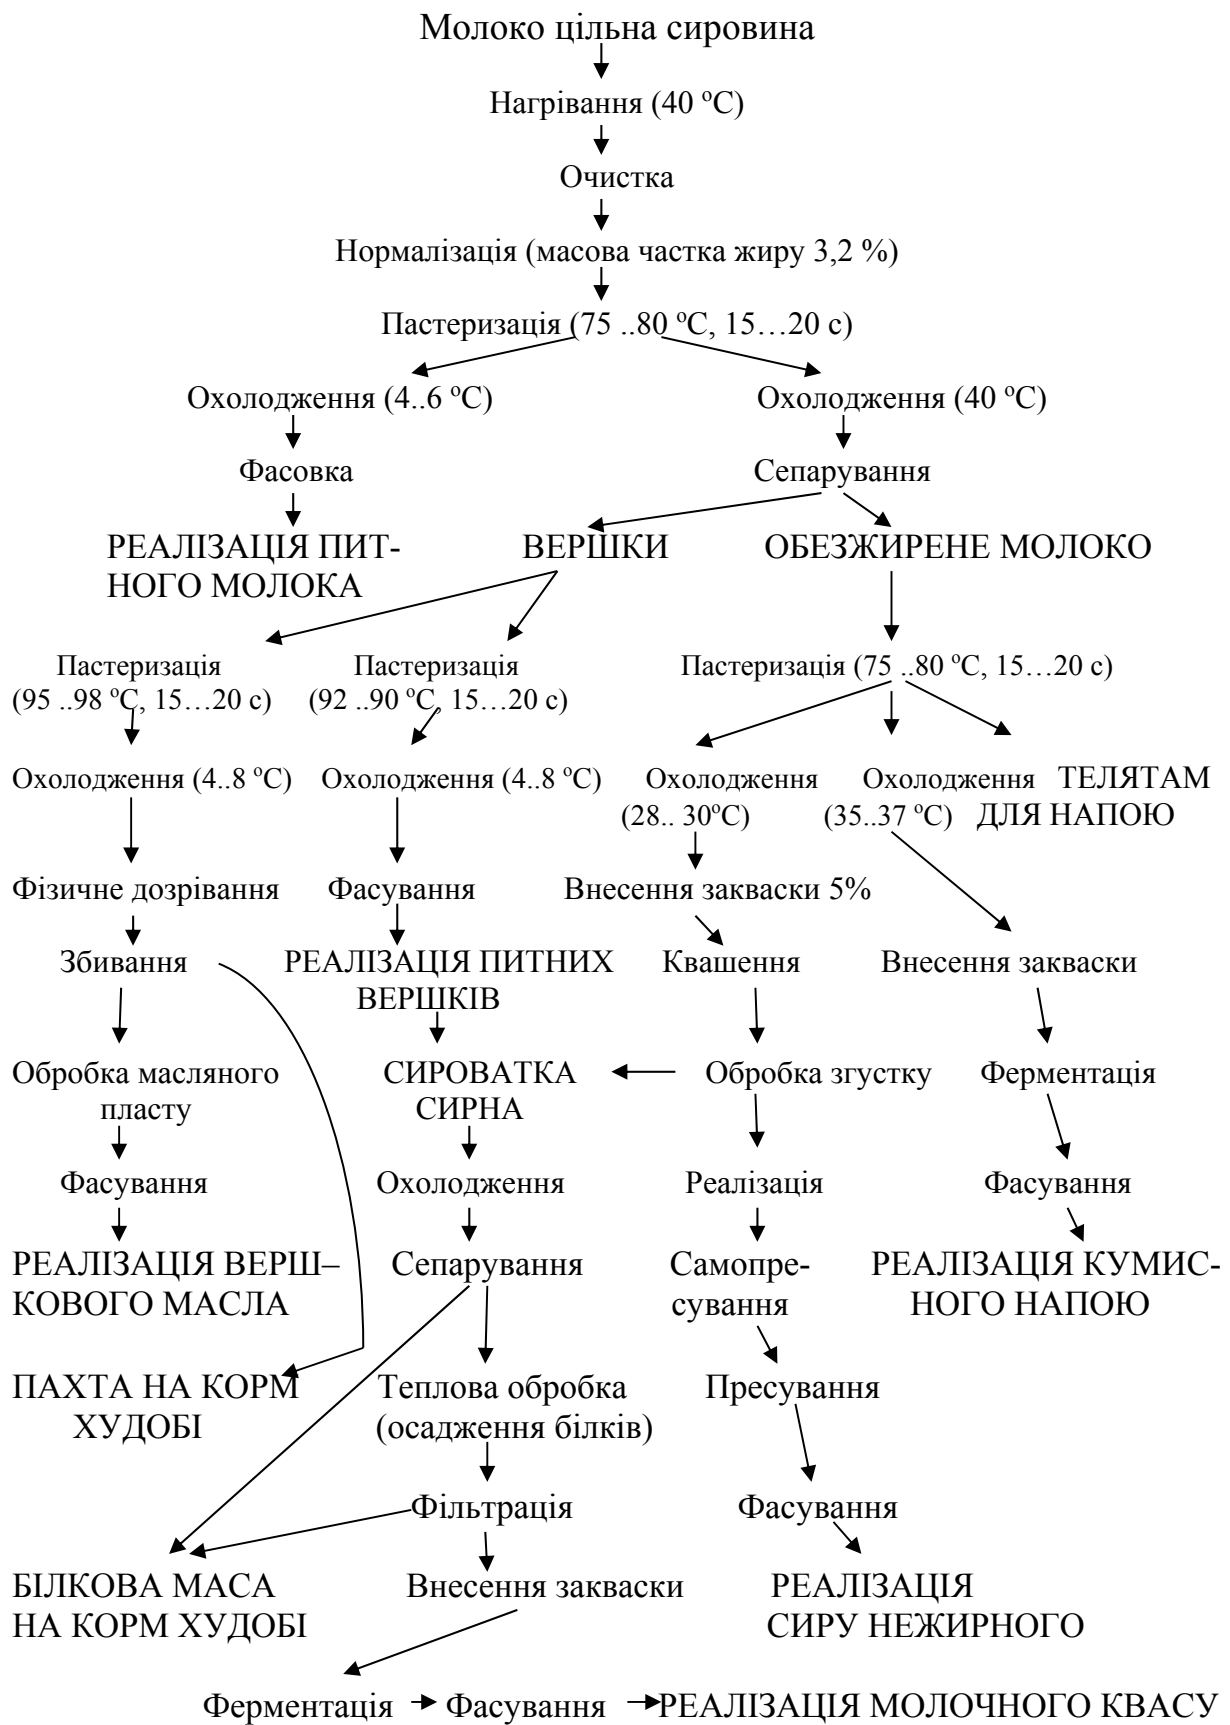 Молоко цільна сировина
Нагрівання (40 ºС)
Очистка
Нормалізація (масова частка жиру 3,2 %)
Пастеризація (75 ..80 ºС, 15…20 с)
Охолодження (4..6 ºС)
Охолодження (40 ºС)
Фасовка
Сепарування
РЕАЛІЗАЦІЯ ПИТ-
НОГО МОЛОКА
ВЕРШКИ
ОБЕЗЖИРЕНЕ МОЛОКО
Пастеризація
(95 ..98 ºС, 15…20 с)
Пастеризація
(92 ..90 ºС, 15…20 с)
Пастеризація (75 ..80 ºС, 15…20 с)
Охолодження (4..8 ºС)
Охолодження (4..8 ºС)
Охолодження
(28.. 30ºС)
Охолодження
(35..37 ºС)
ТЕЛЯТАМ
ДЛЯ НАПОЮ
Фізичне дозрівання
Фасування
Внесення закваски 5%
Збивання
РЕАЛІЗАЦІЯ ПИТНИХ
ВЕРШКІВ
Квашення
Внесення закваски
Обробка масляного
пласту
СИРОВАТКА
СИРНА
Обробка згустку
Ферментація
Фасування
Охолодження
Реалізація
Фасування
РЕАЛІЗАЦІЯ ВЕРШ–
КОВОГО МАСЛА
Сепарування
Самопре-
сування
РЕАЛІЗАЦІЯ КУМИС-
НОГО НАПОЮ
ПАХТА НА КОРМ
ХУДОБІ
Теплова обробка
(осадження білків)
Пресування
Фільтрація
Фасування
БІЛКОВА МАСА
НА КОРМ ХУДОБІ
Внесення закваски
РЕАЛІЗАЦІЯ
СИРУ НЕЖИРНОГО
Ферментація
Фасування
РЕАЛІЗАЦІЯ МОЛОЧНОГО КВАСУ